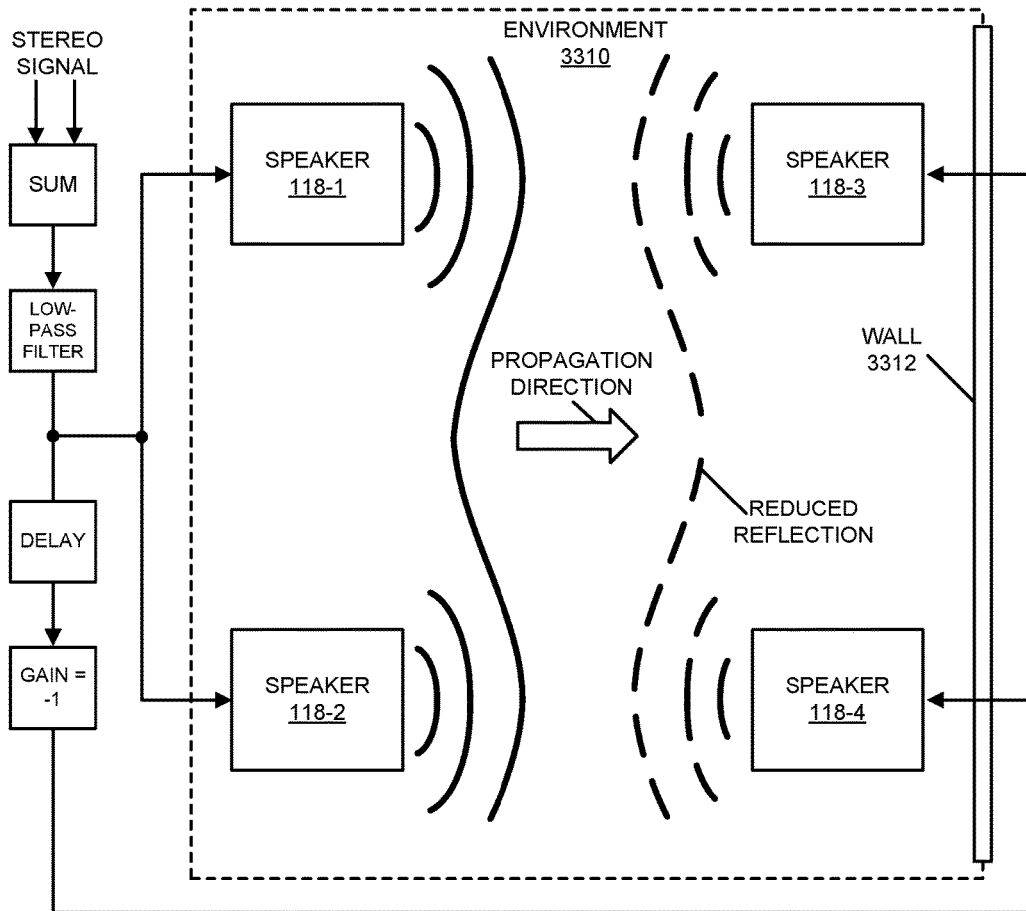 STEREO
SIGNAL
SUM
LOW-
PASS
FILTER
DELAY
GAIN =
-1
ENVIRONMENT
3310
SPEAKER
118-1
SPEAKER
118-3
PROPAGATION
DIRECTION
WALL
3312
REDUCED
REFLECTION
SPEAKER
118-2
SPEAKER
118-4